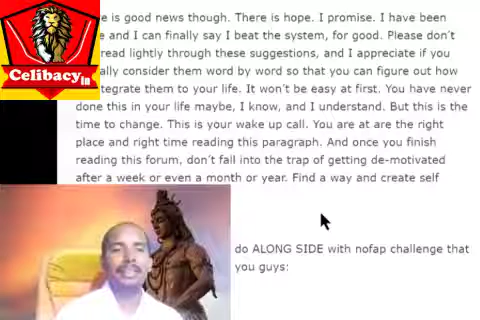 Celibacy.in
is good news though. There is hope. I promise. I have been
and I can finally say I beat the system, for good. Please don´t
read lightly through these suggestions, and I appreciate if you
consider them word by word so that you can figure out how
to your life. It won´t be easy at first. You have never
done this in your life maybe, I know, and I understand. But this is the
time to change. This is your wake up call. You are at are the right
place and right time reading this paragraph. And once you finish
reading this forum, don´t fall into the trap of getting de-motivated
after a week or even a month or year. Find a way and create self
do ALONG SIDE with nofap challenge that
you guys: